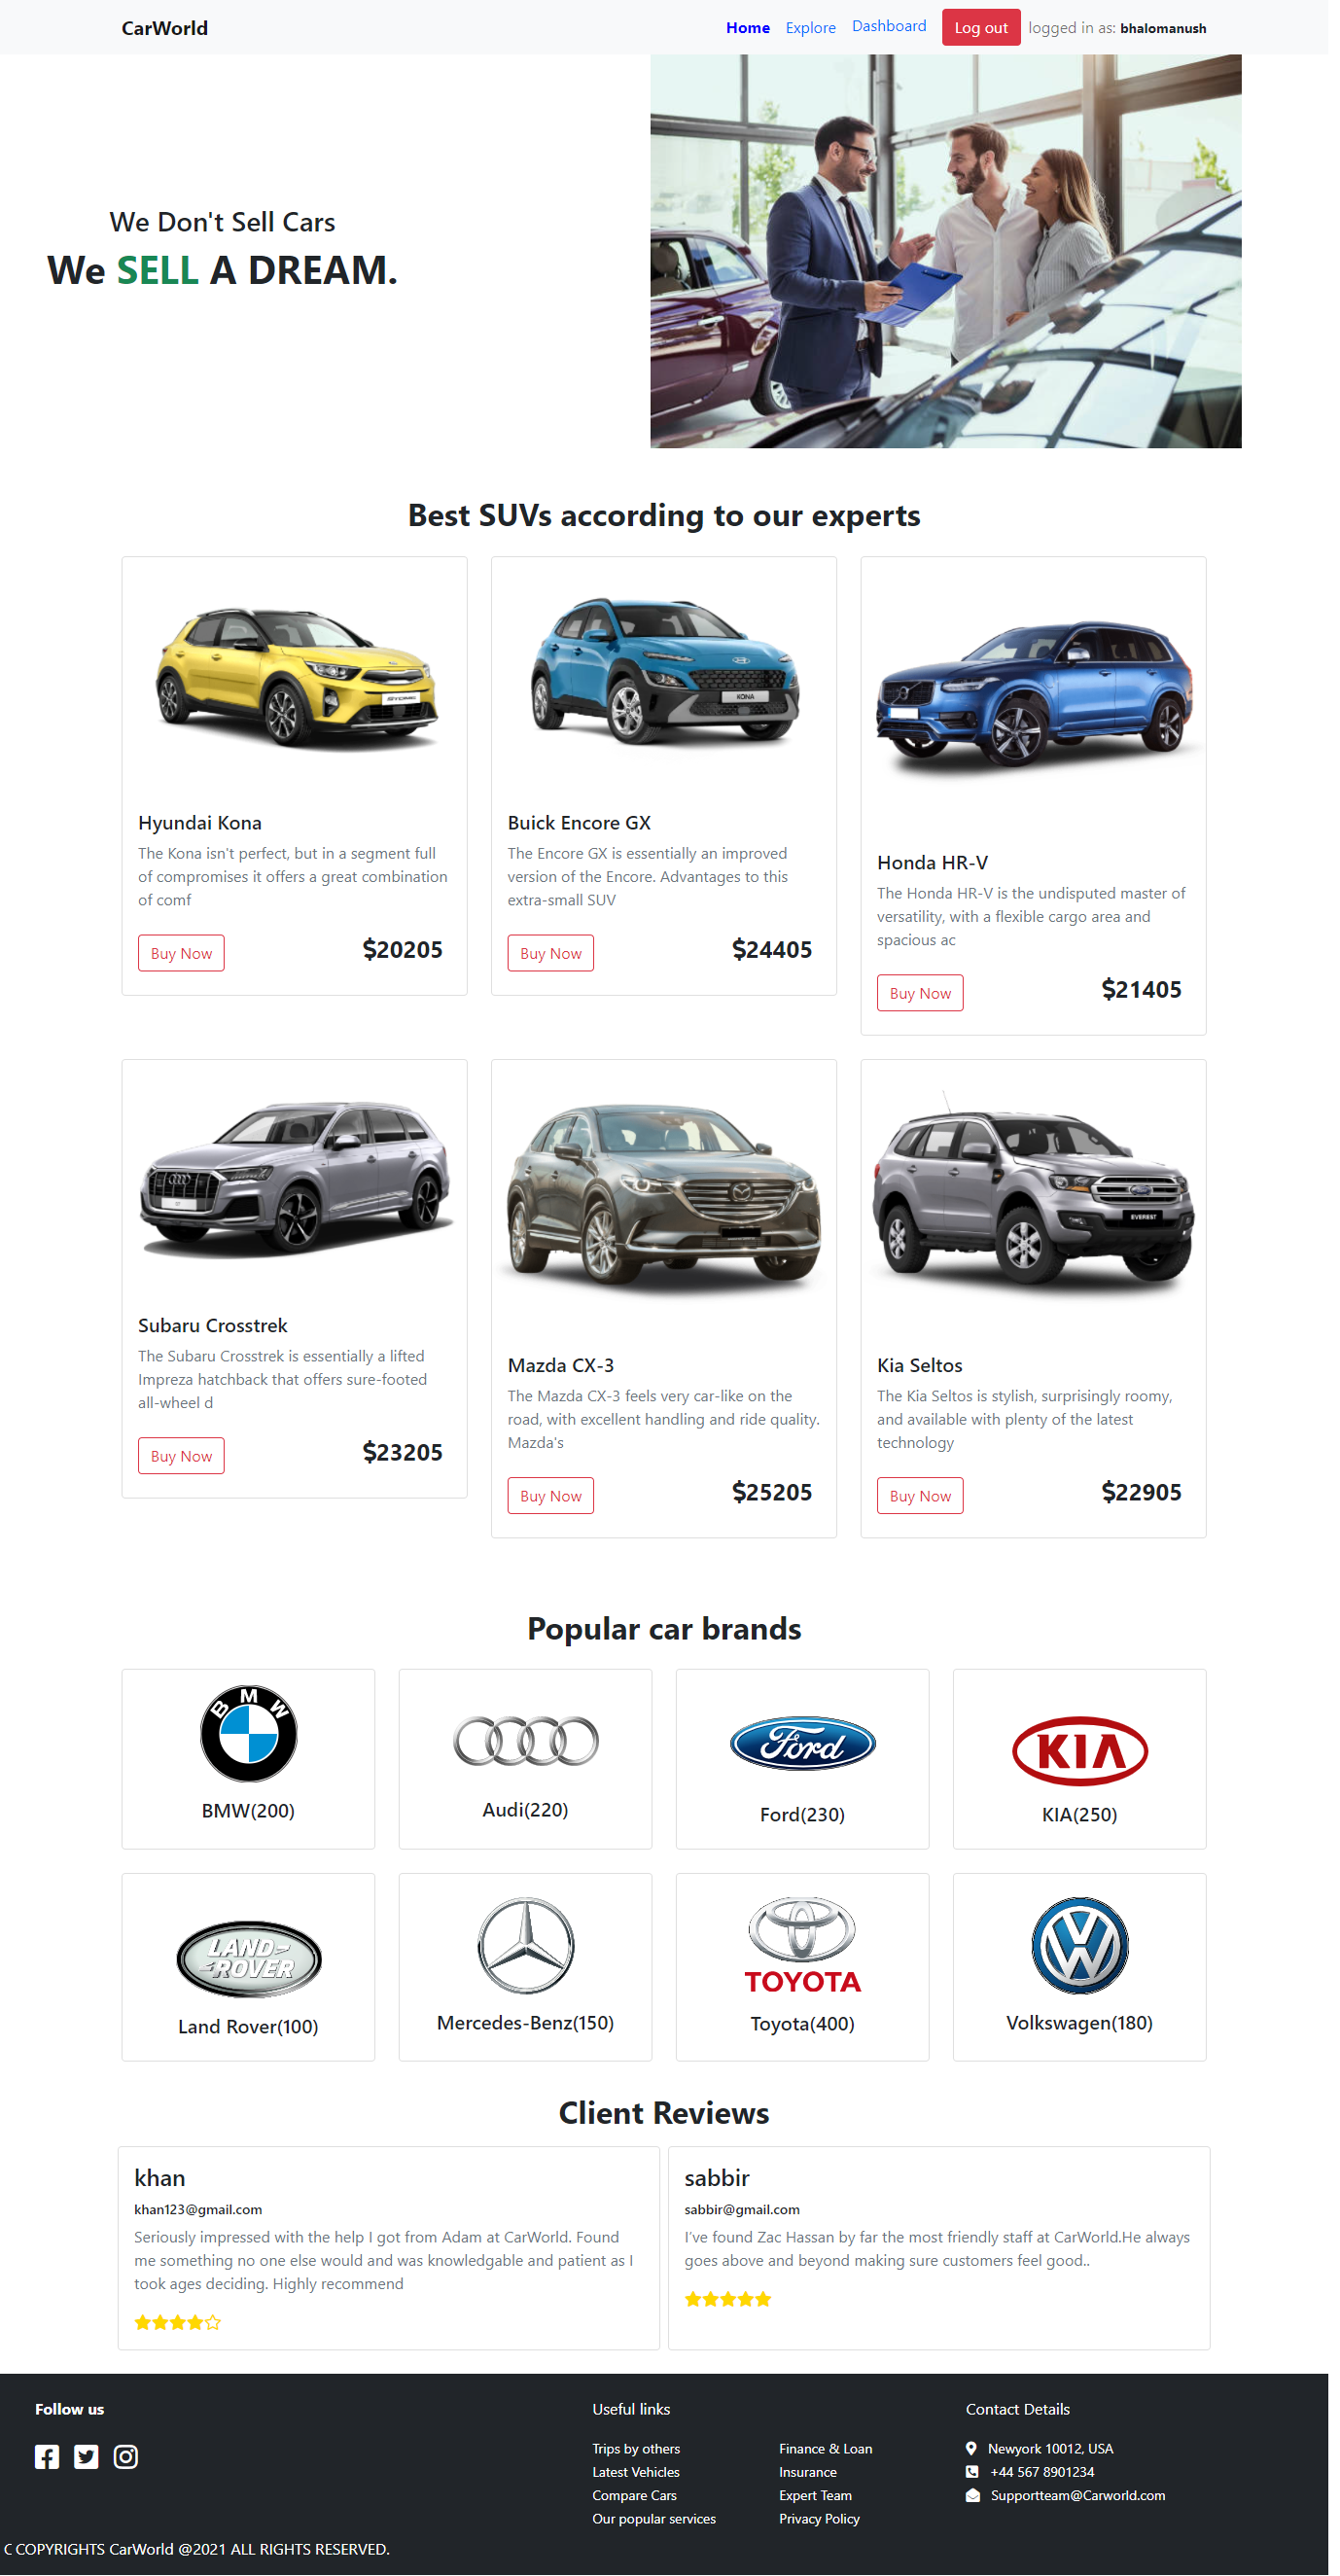 CarWorld
Home Explore Dashboard Log out logged in as: bhalomanush
We Don't Sell Cars
We SELL A DREAM.
Best SUVs according to our experts
KONA
Hyundai Kona
The Kona isn't perfect, but in a segment full
of compromises it offers a great combination
of comf
Buy Now $20205
Buick Encore GX
The Encore GX is essentially an improved
version of the Encore. Advantages to this
extra-small SUV
Buy Now $24405
Honda HR-V
The Honda HR-V is the undisputed master of
versatility, with a flexible cargo area and
spacious ac
Buy Now $21405
Subaru Crosstrek
The Subaru Crosstrek is essentially a lifted
Impreza hatchback that offers sure-footed
all-wheel d
Buy Now $23205
Mazda CX-3
The Mazda CX-3 feels very car-like on the
road, with excellent handling and ride quality.
Mazda's
Buy Now $25205
EVEREST
Kia Seltos
The Kia Seltos is stylish, surprisingly roomy,
and available with plenty of the latest
technology
Buy Now $22905
Popular car brands
BMW
BMW(200)
Audi(220)
Ford
Ford(230)
KIA
KIA(250)
LAND-
-ROVER
Land Rover(100)
Mercedes-Benz(150)
TOYOTA
Toyota(400)
Volkswagen(180)
Client Reviews
khan
khan123@gmail.com
Seriously impressed with the help I got from Adam at CarWorld. Found
me something no one else would and was knowledgable and patient as I
took ages deciding. Highly recommend
sabbir
sabbir@gmail.com
I've found Zac Hassan by far the most friendly staff at CarWorld.He always
goes above and beyond making sure customers feel good..
Follow us
Useful links
Trips by others
Latest Vehicles
Compare Cars
Our popular services
Finance & Loan
Insurance
Expert Team
Privacy Policy
Contact Details
Newyork 10012, USA
+44 567 8901234
Supportteam@Carworld.com
C COPYRIGHTS CarWorld @2021 ALL RIGHTS RESERVED.